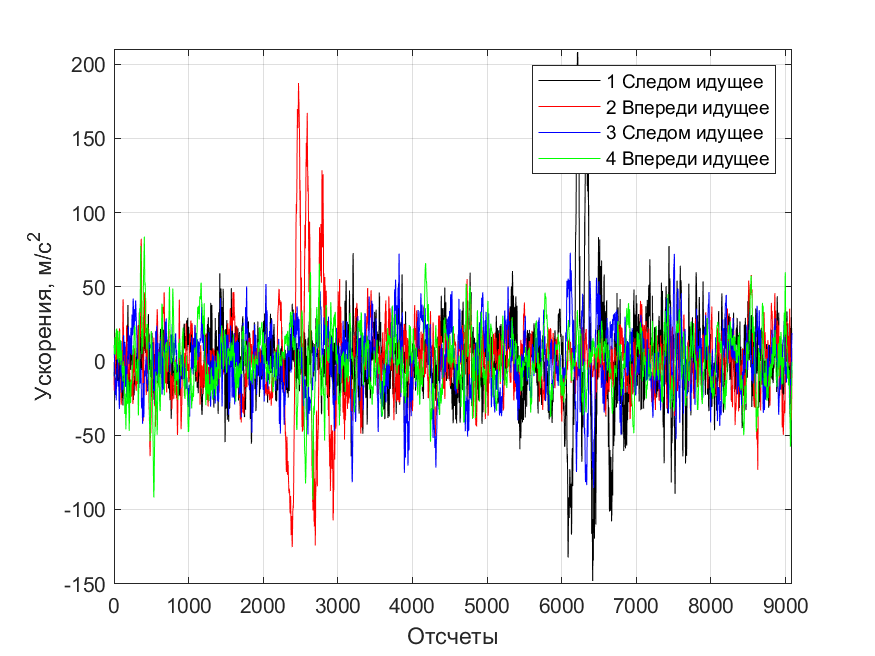 200
150
100
50
0
-50
-100
-150
Ускорения, м/с2
1 Следом идущее
2 Впереди идущее
3 Следом идущее
4 Впереди идущее
0 1000 2000 3000 4000 5000 6000 7000 8000 9000
Отсчеты